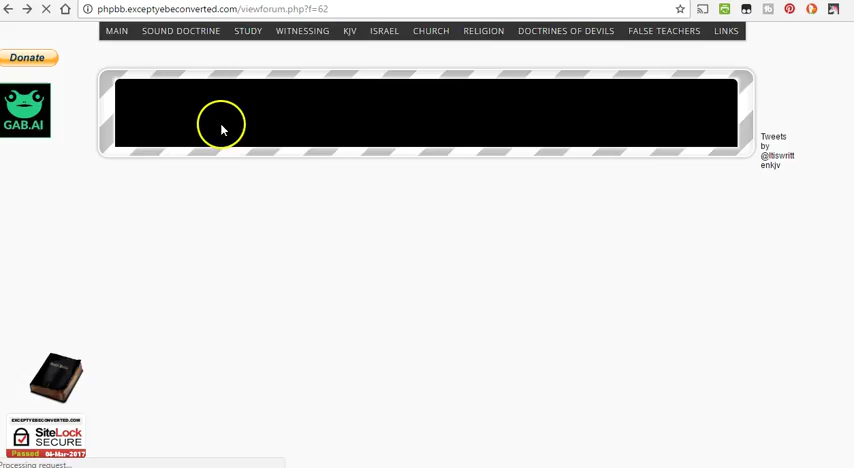 phpbb.exceptyebeconverted.com/viewforum.php?f=62
MAIN SOUND DOCTRINE STUDY WITNESSING KJV ISRAEL CHURCH RELIGION DOCTRINES OF DEVILS FALSE TEACHERS LINKS
Donate
GAB.AI
Tweets
by
@Itiswritt
enkjv
EXCEPTYEBECONVERTED.COM
SiteLock
SECURE
Passed 04-Mar-2017
Processing request...